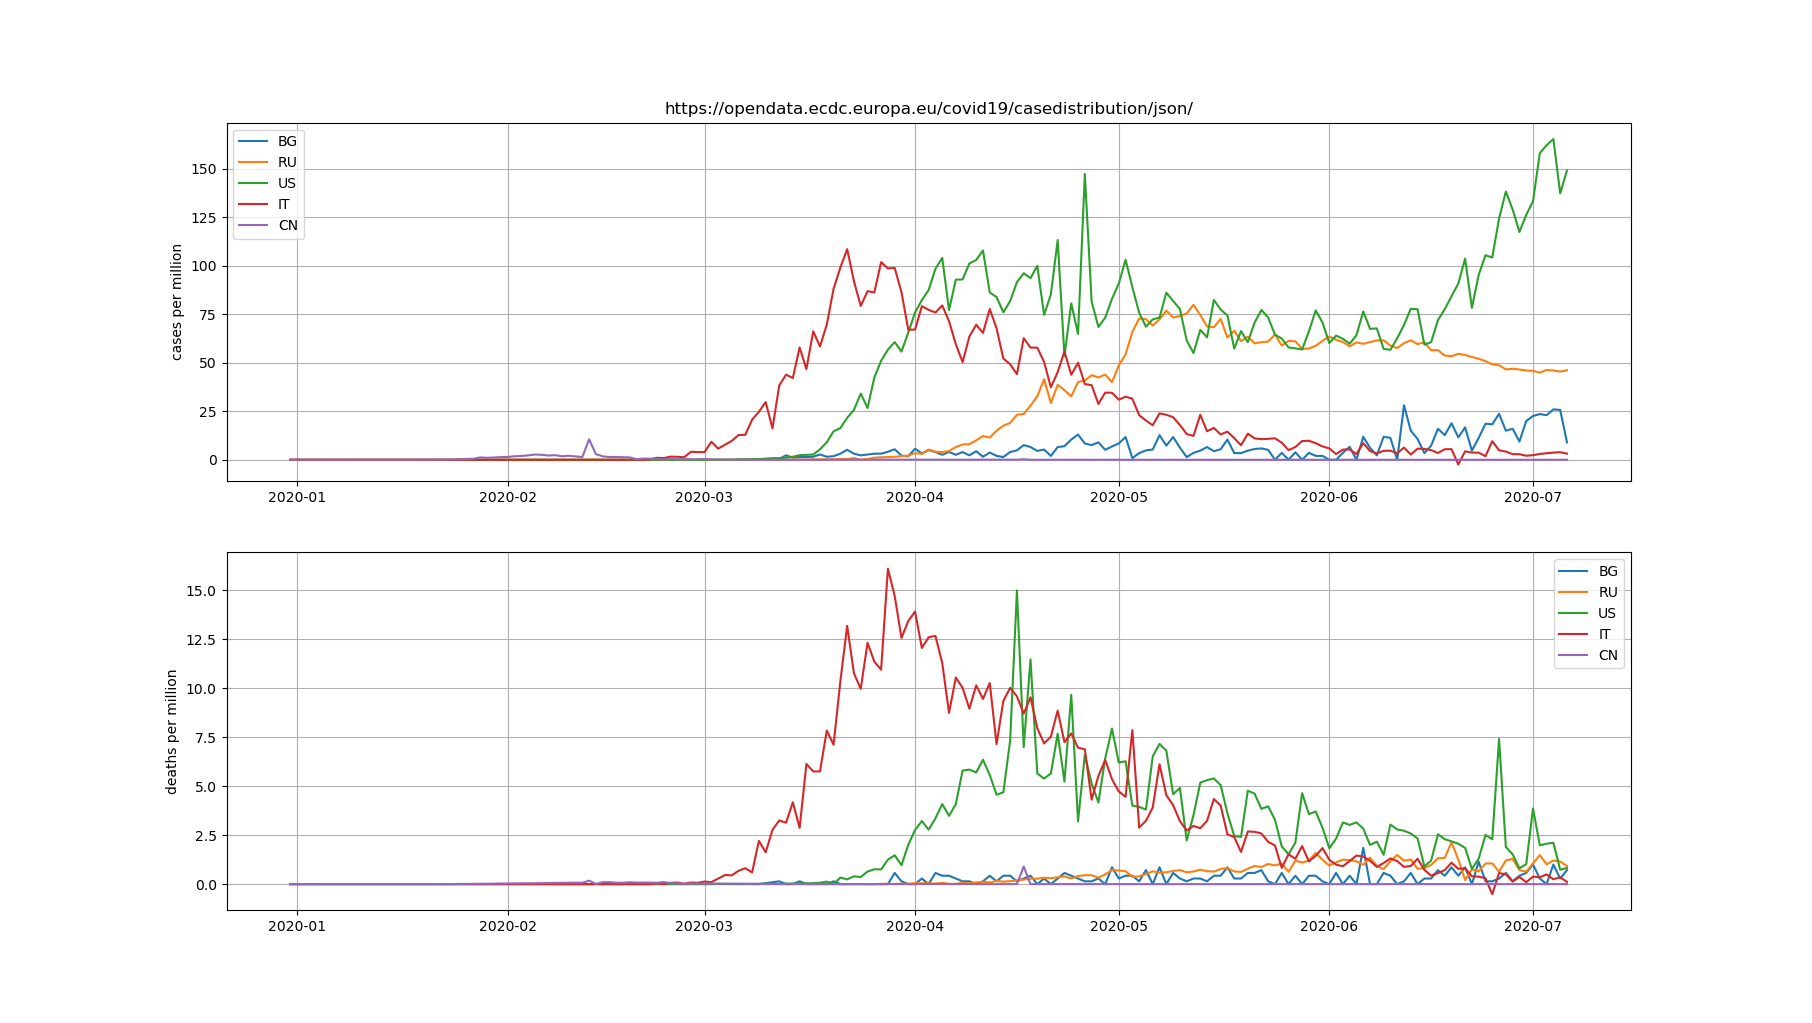 https://opendata.ecdc.europa.eu/covid19/casedistribution/json/
cases per million
150
125
100
75
50
25
0
BG
RU
US
IT
CN
2020-01 2020-02 2020-03 2020-04 2020-05 2020-06 2020-07
deaths per million
15.0
12.5
10.0
7.5
5.0
2.5
0.0
BG
RU
US
IT
CN
2020-01 2020-02 2020-03 2020-04 2020-05 2020-06 2020-07